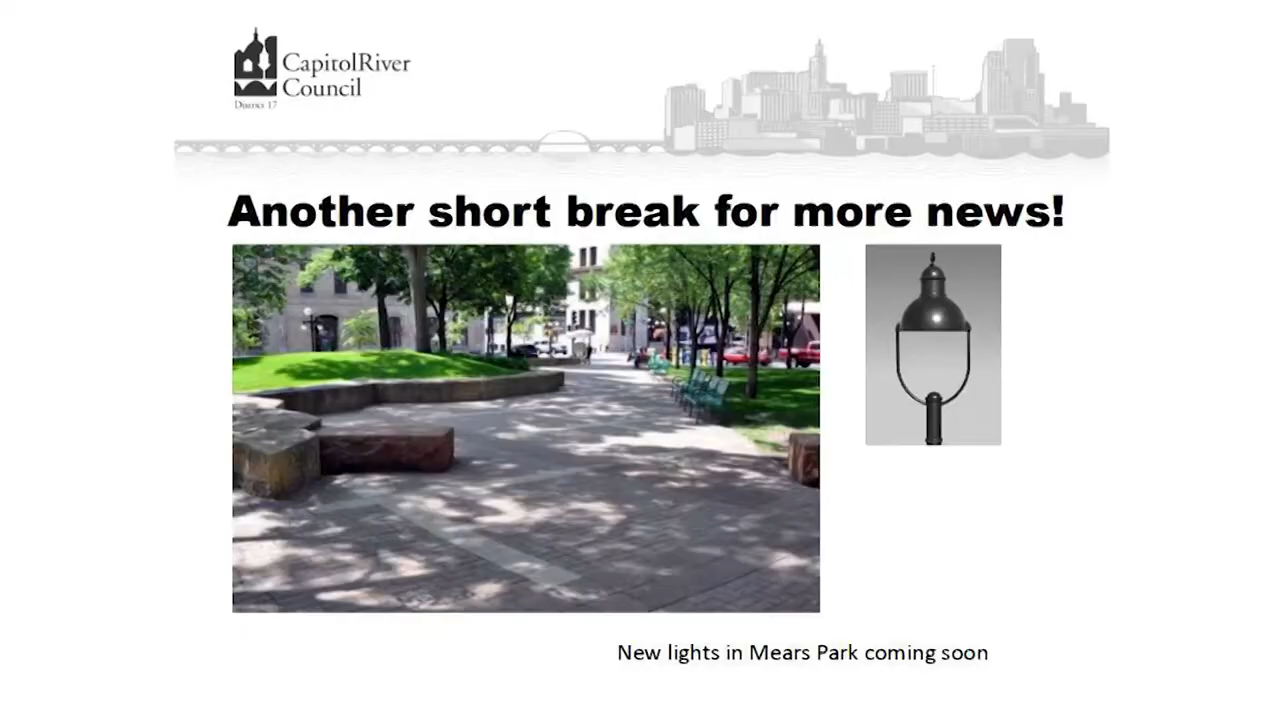 CapitolRiver
Council
District 17
Another short break for more news!
New lights in Mears Park coming soon